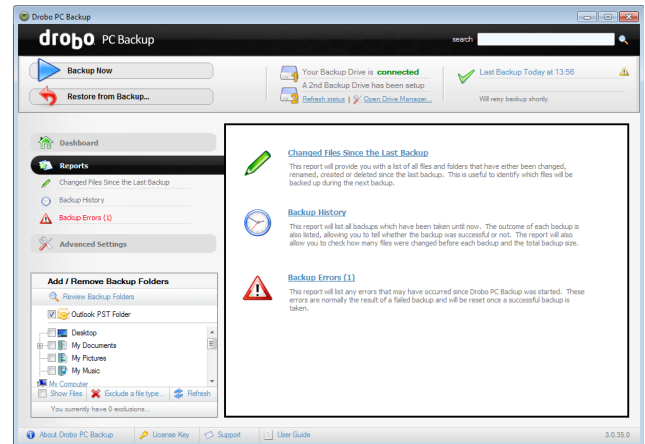 Drobo PC Backup
drobo PC Backup
search
Backup Now
Restore from Backup...
Your Backup Drive is connected
A 2nd Backup Drive has been setup
Refresh status | Open Drive Manager...
Last Backup Today at 13:56
Will retry backup shortly.
Dashboard
Reports
Changed Files Since the Last Backup
Backup History
Backup Errors (1)
Advanced Settings
Add / Remove Backup Folders
Review Backup Folders
Outlook PST Folder
Desktop
My Documents
My Pictures
My Music
My Computer
Show Files
Exclude a file type...
Refresh
You currently have 0 exclusions...
Changed Files Since the Last Backup
This report will provide you with a list of all files and folders that have either been changed,
renamed, created or deleted since the last backup. This is useful to identify which files will be
backed up during the next backup.
Backup History
This report will list all backups which have been taken until now. The outcome of each backup is
also listed, allowing you to tell whether the backup was successful or not. The report will also
allow you to check how many files were changed before each backup and the total backup size.
Backup Errors (1)
This report will list any errors that may have occurred since Drobo PC Backup was started. These
errors are normally the result of a failed backup and will be reset once a successful backup is
taken.
About Drobo PC Backup
License Key
Support
User Guide
3.0.35.0